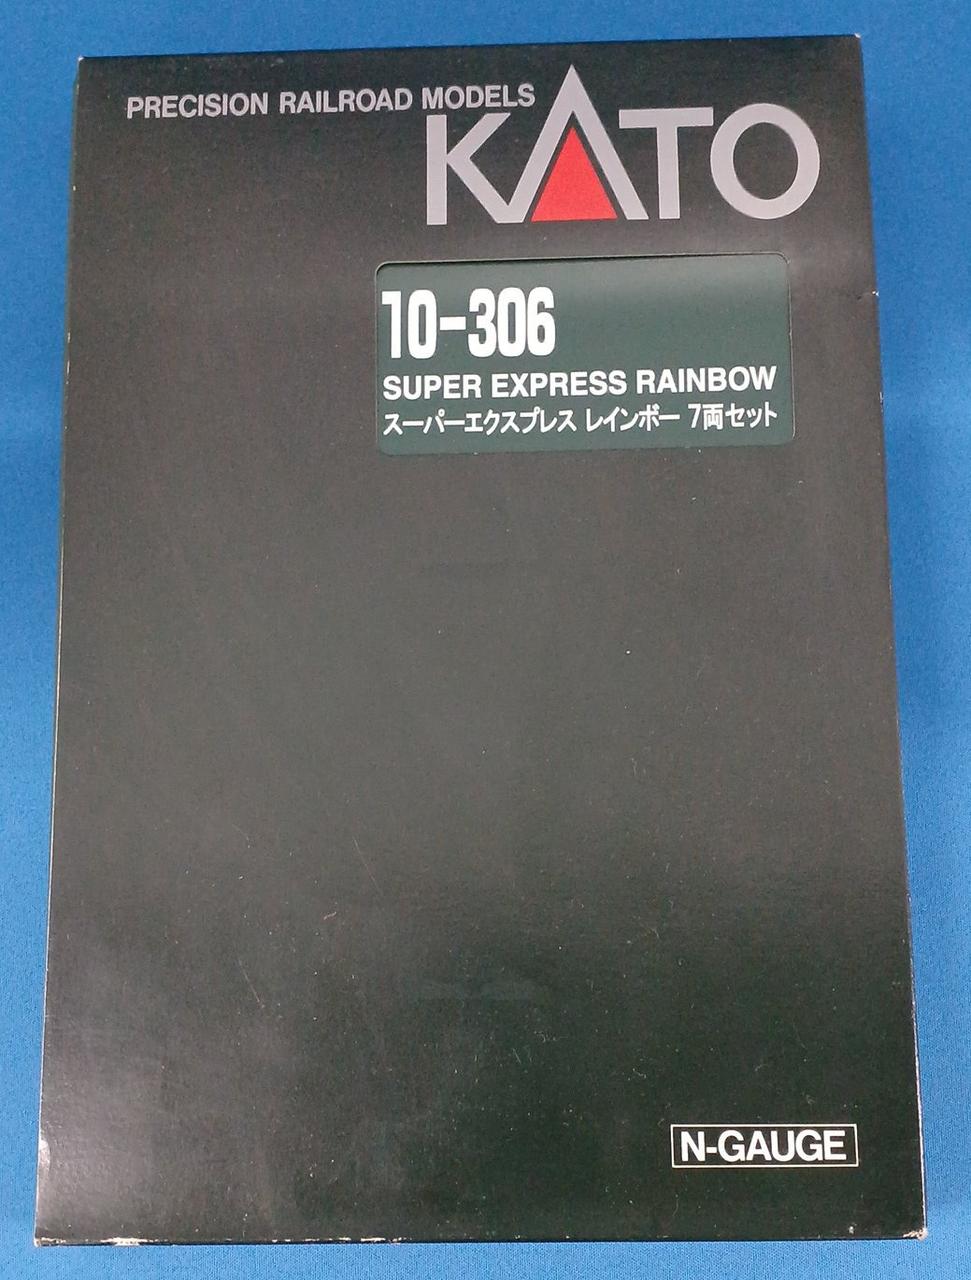 PRECISION RAILROAD MODELS
KATO
10-306
SUPER EXPRESS RAINBOW
スーパーエクスプレス レインボー 7両セット
N-GAUGE